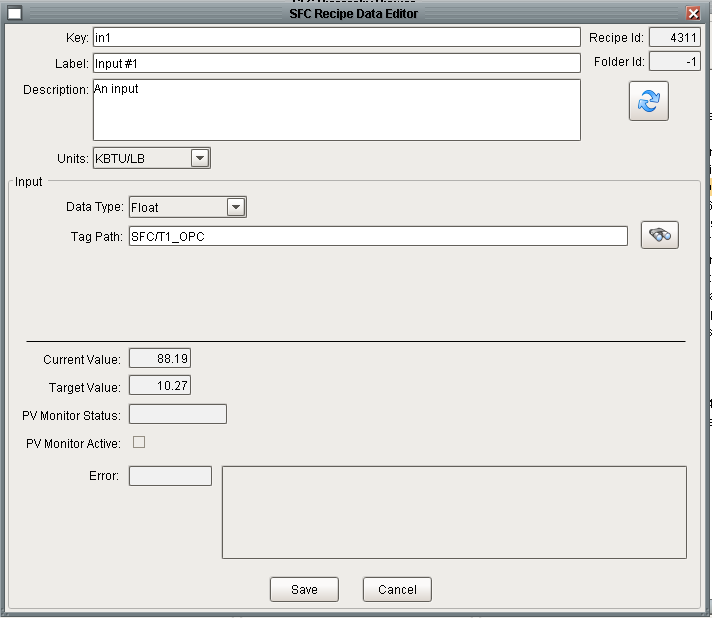 SFC Recipe Data Editor
Key: in1 Recipe Id: 4311
Label: Input #1 Folder Id: -1
Description: An input
Units: KBTU/LB
Input
Data Type: Float
Tag Path: SFC/T1_OPC
Current Value: 88.19
Target Value: 10.27
PV Monitor Status:
PV Monitor Active:
Error:
Save Cancel